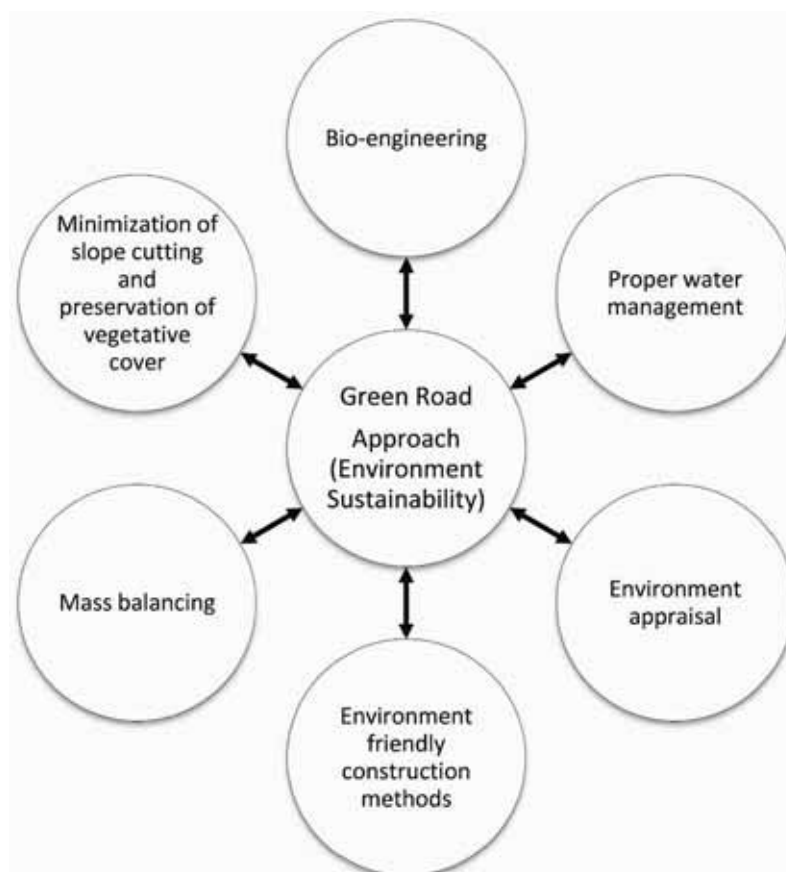 Bio-engineering
Minimization of
slope cutting
and
preservation of
vegetative
cover
Proper water
management
Green Road
Approach
(Environment
Sustainability)
Mass balancing
Environment
appraisal
Environment
friendly
construction
methods